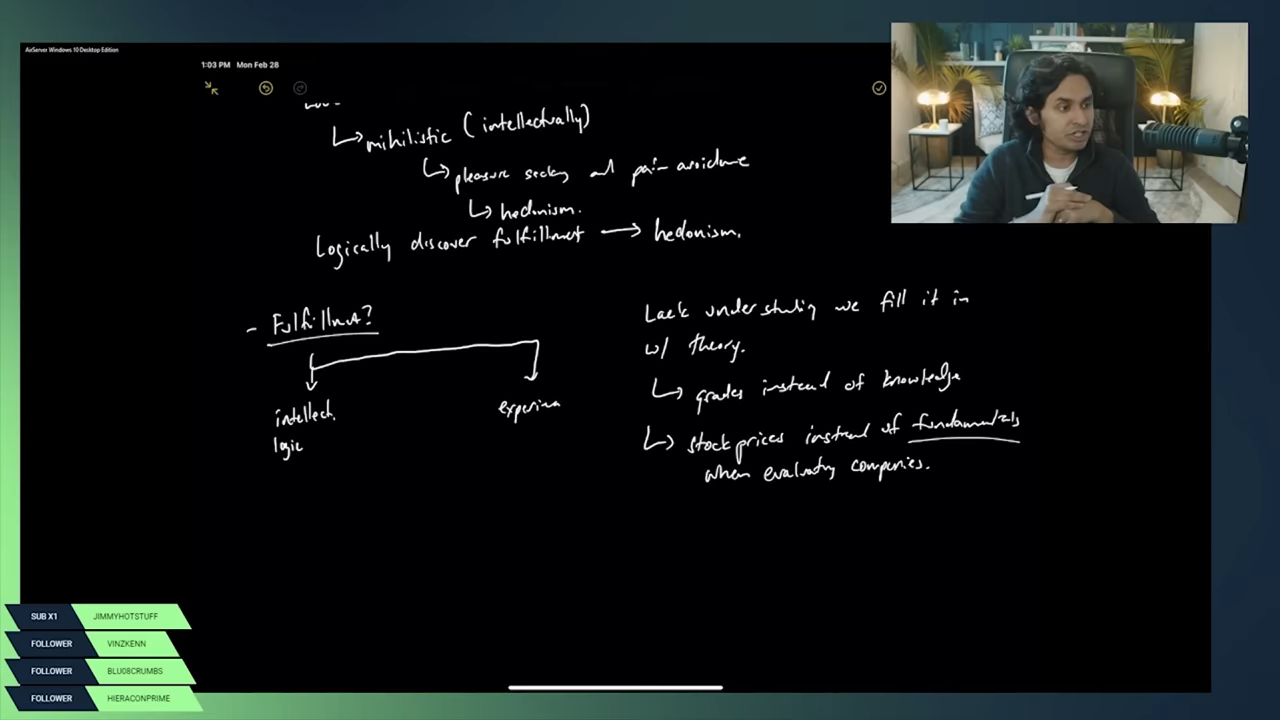 AirServer Windows 10 Desktop Edition
1:03 PM Mon Feb 28
nihilistic (intellectually)
pleasure seeking and pain avoidance
hedonism.
Logically discover fulfillment → hedonism.
- Fulfillment?
intellect.
logic
experience
Lack understanding we fill it in
w/ theory.
grades instead of knowledge
stock prices instead of fundamentals
when evaluating companies.
SUB X1 JIMMYHOTSTUFF
FOLLOWER VINZKENN
FOLLOWER BLU08CRUMBS
FOLLOWER HIERACONPRIME